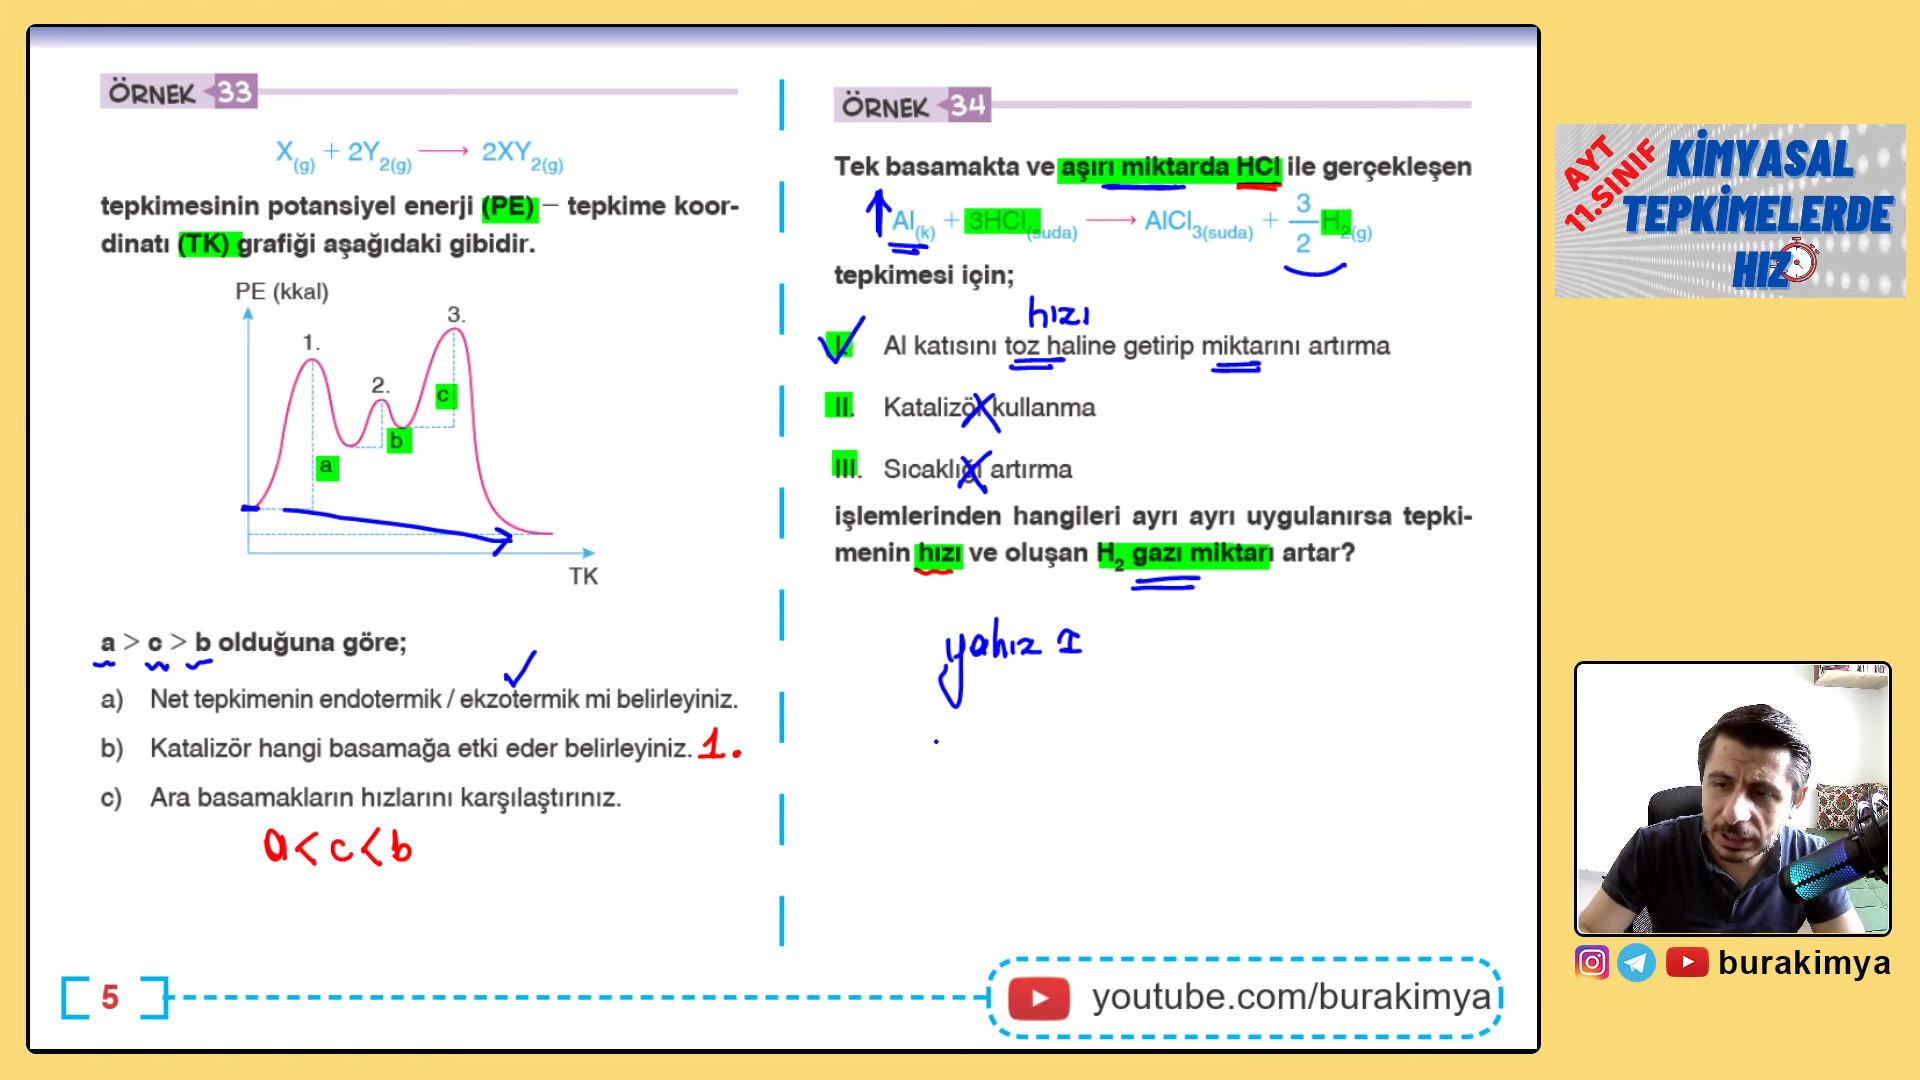 ÖRNEK 33
X(g) + 2Y2(g) → 2XY2(g)
tepkimesinin potansiyel enerji (PE) – tepkime koor-
dinatı (TK) grafiği aşağıdaki gibidir.
PE (kkal)
1.
2.
3.
a
b
c
TK
a > c > b olduğuna göre;
a) Net tepkimenin endotermik / ekzotermik mi belirleyiniz.
b) Katalizör hangi basamağa etki eder belirleyiniz. 1.
c) Ara basamakların hızlarını karşılaştırınız.
a < c < b
5
ÖRNEK 34
Tek basamakta ve aşırı miktarda HCl ile gerçekleşen
Al(k) + 3HCl(suda) → AlCl3(suda) + 3/2 H2(g)
tepkimesi için;
hızı
I. Al katısını toz haline getirip miktarını artırma
II. Katalizör kullanma
III. Sıcaklığı artırma
işlemlerinden hangileri ayrı ayrı uygulanırsa tepki-
menin hızı ve oluşan H2 gazı miktarı artar?
yahız I
youtube.com/burakimya
AYT
11.SINIF
KİMYASAL
TEPKİMELERDE
HIZ
burakimya